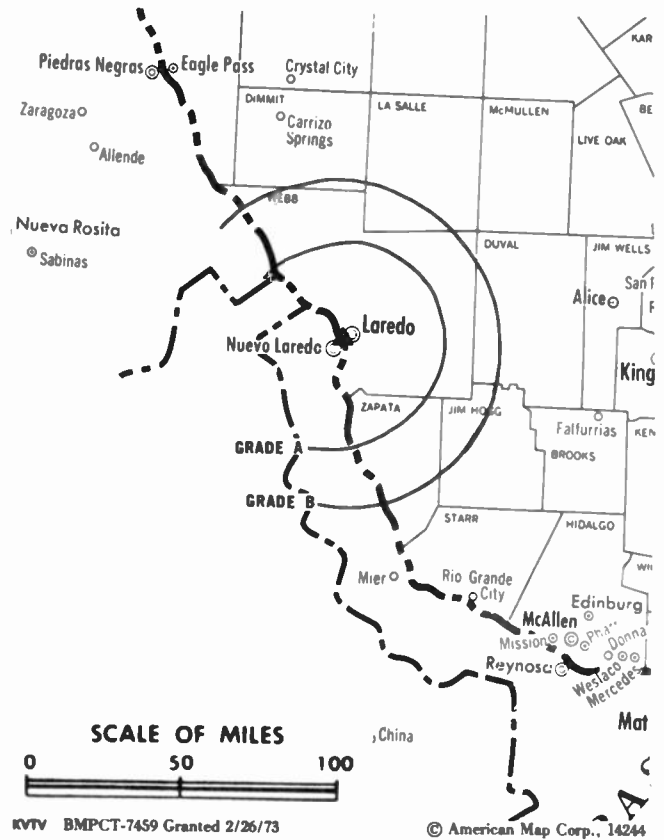 KAR
Piedras Negras
Eagle Pass
Crystal City
DIMMIT
LA SALLE
McMULLEN
BE
Zaragoza
Carrizo
Springs
LIVE OAK
Allende
WEBB
Nueva Rosita
DUVAL
JIM WELLS
Sabinas
San
Alice
Laredo
Nuevo Laredo
King
ZAPATA
JIM HOGG
Falfurrias
KEN
GRADE A
BROOKS
GRADE B
STARR
HIDALGO
Mier
Rio Grande
City
Edinburg
McAllen
Mission
Donna
Reynosa
Weslaco
Mercedes
Mat
SCALE OF MILES
China
0 50 100
KVTV BMPCT-7459 Granted 2/26/73
© American Map Corp., 14244